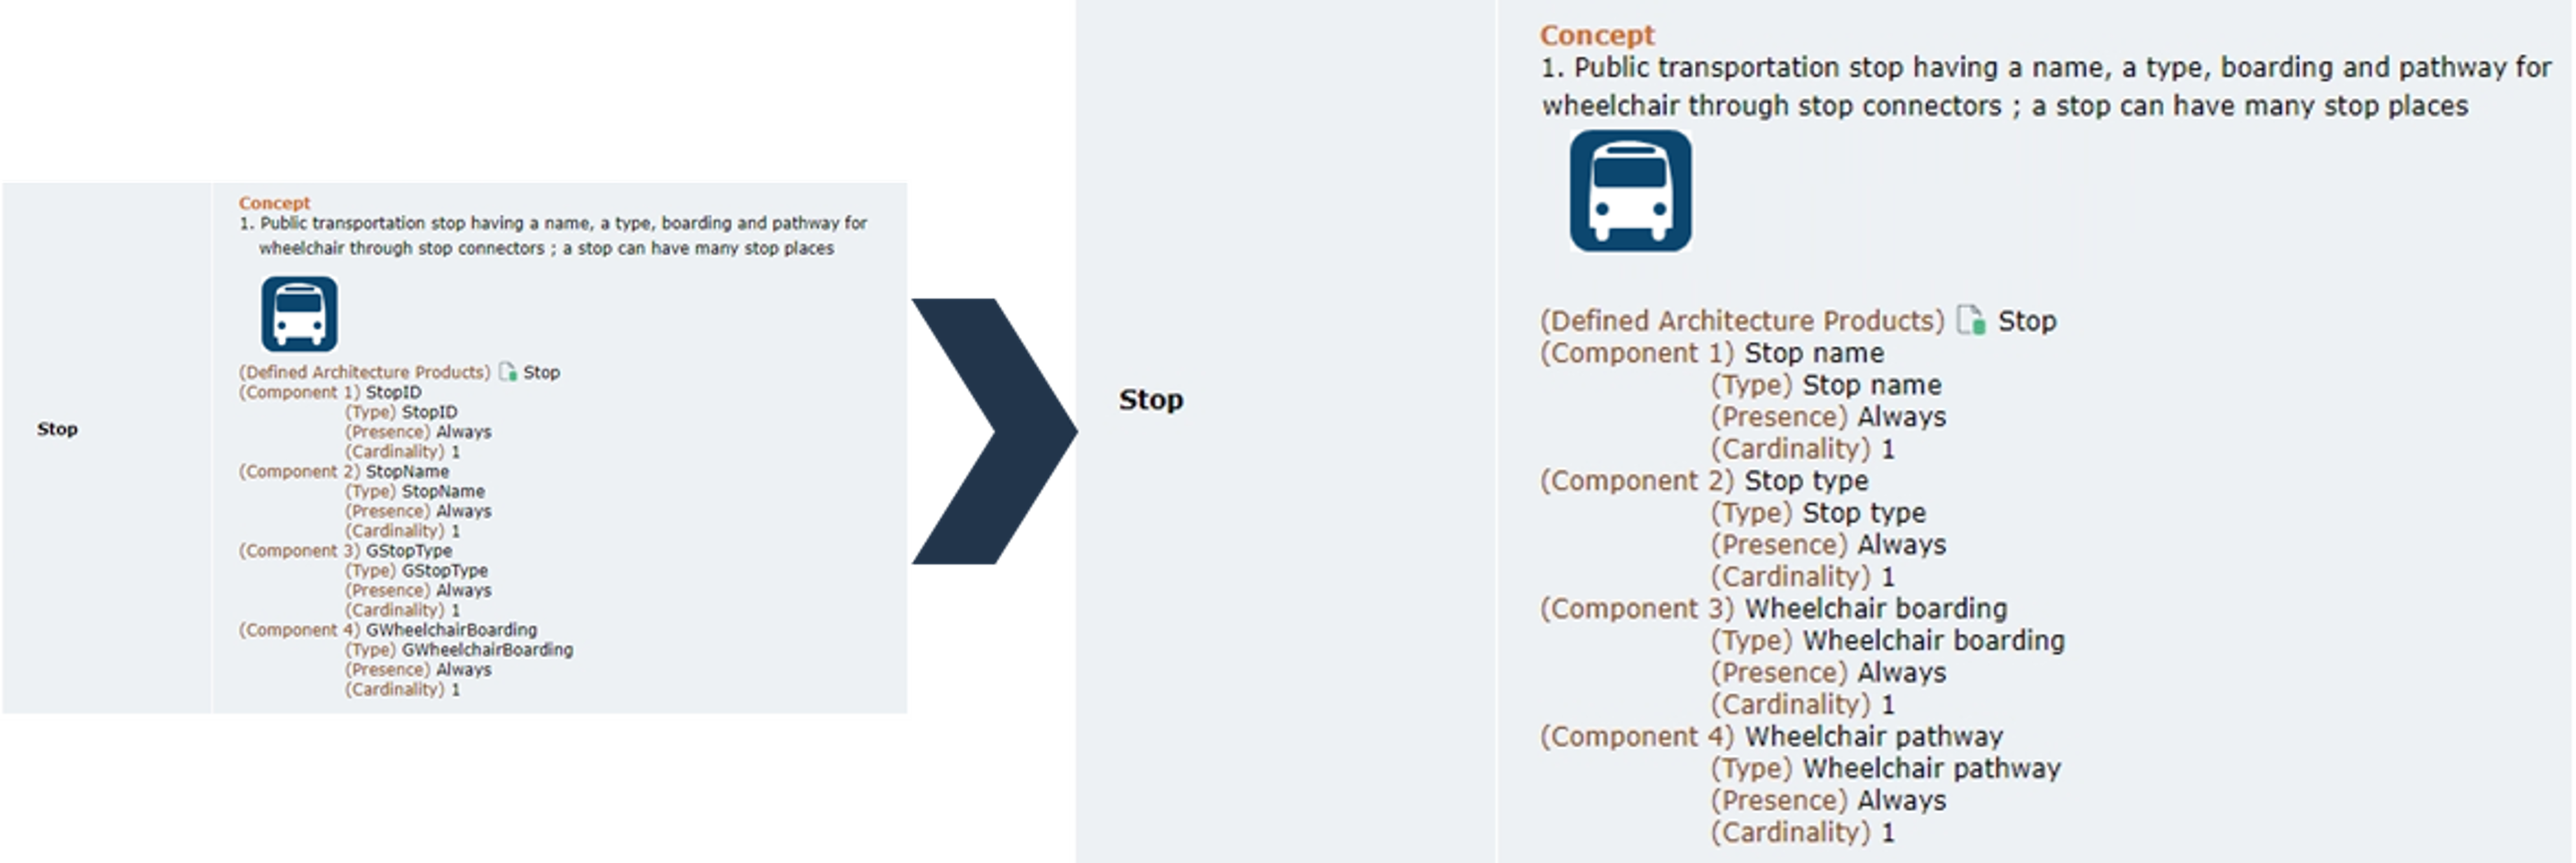 Stop
Concept
1. Public transportation stop having a name, a type, boarding and pathway for
wheelchair through stop connectors ; a stop can have many stop places
(Defined Architecture Products) Stop
(Component 1) StopID
(Type) StopID
(Presence) Always
(Cardinality) 1
(Component 2) StopName
(Type) StopName
(Presence) Always
(Cardinality) 1
(Component 3) GStopType
(Type) GStopType
(Presence) Always
(Cardinality) 1
(Component 4) GWheelchairBoarding
(Type) GWheelchairBoarding
(Presence) Always
(Cardinality) 1
Stop
Concept
1. Public transportation stop having a name, a type, boarding and pathway for
wheelchair through stop connectors ; a stop can have many stop places
(Defined Architecture Products) Stop
(Component 1) Stop name
(Type) Stop name
(Presence) Always
(Cardinality) 1
(Component 2) Stop type
(Type) Stop type
(Presence) Always
(Cardinality) 1
(Component 3) Wheelchair boarding
(Type) Wheelchair boarding
(Presence) Always
(Cardinality) 1
(Component 4) Wheelchair pathway
(Type) Wheelchair pathway
(Presence) Always
(Cardinality) 1